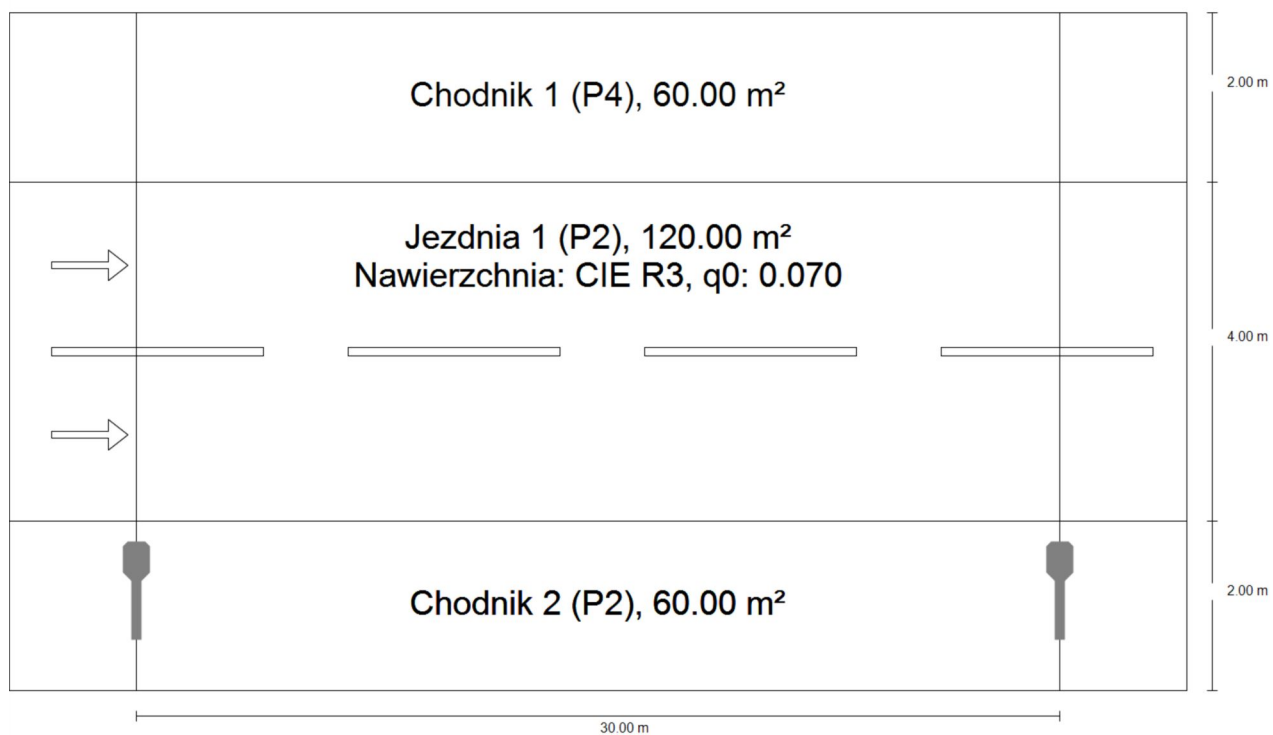 Chodnik 1 (P4), 60.00 m²
2.00 m
Jezdnia 1 (P2), 120.00 m²
Nawierzchnia: CIE R3, q0: 0.070
4.00 m
Chodnik 2 (P2), 60.00 m²
2.00 m
30.00 m